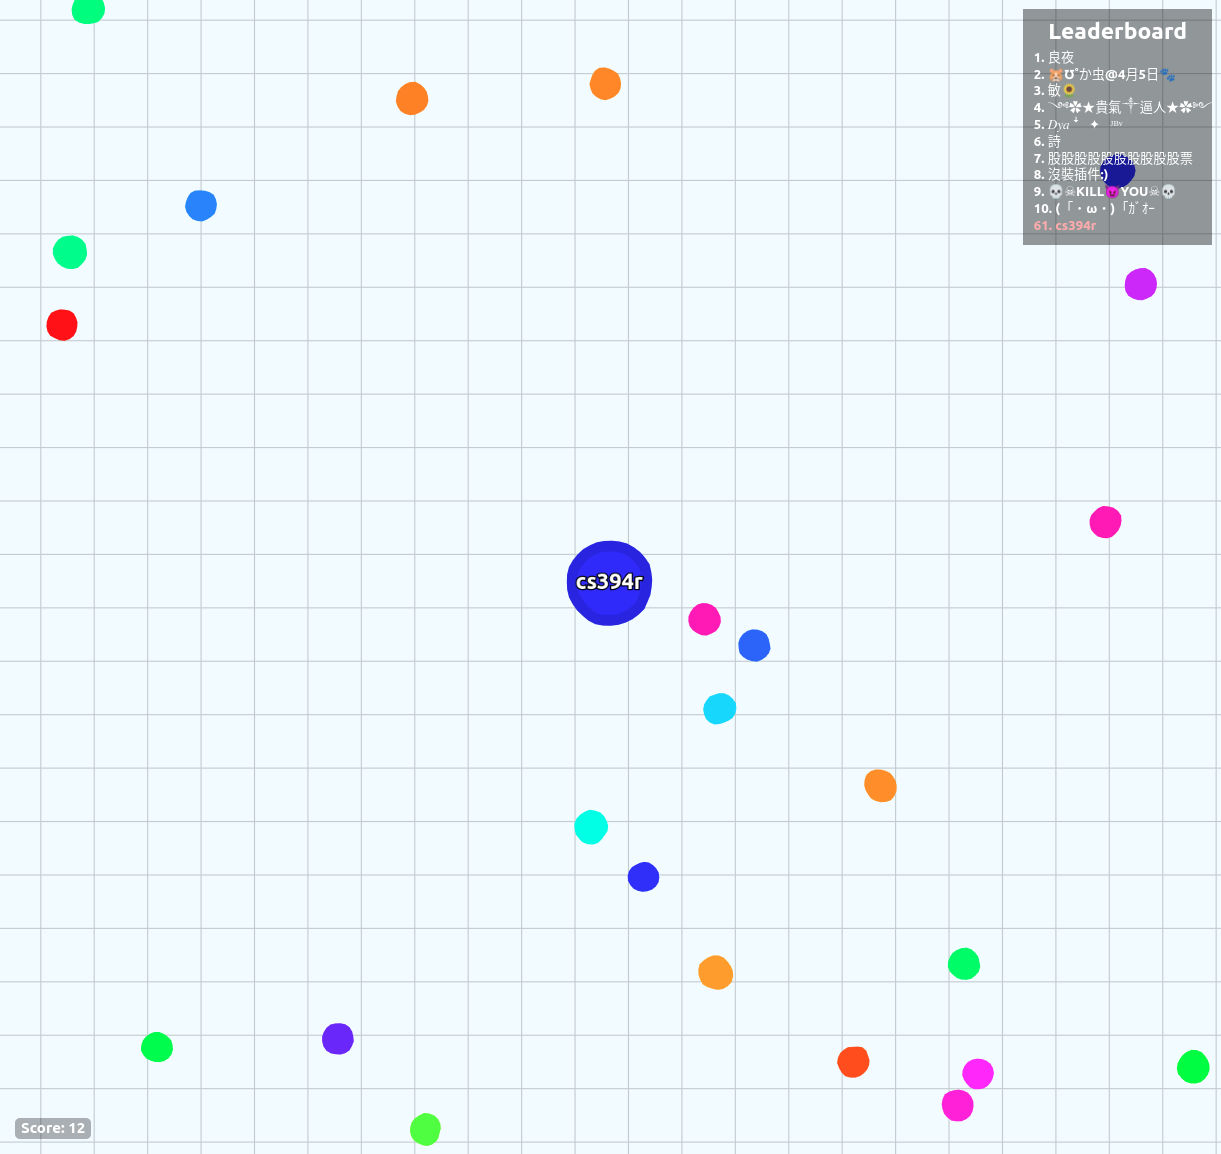 Leaderboard
1. 良夜
2. 🐹℧˚か虫@4月5日🐾
3. 敏🌻
4. ༺✿★貴氣༒逼人★✿༻
5. 𝐷𝑦𝑎 ⁺ ✦ ᴶᴮᵞ
6. 詩
7. 股股股股股股股股股股票
8. 沒裝插件:)
9. 💀☠KILL😈YOU☠💀
10. (「・ω・)「ｶﾞｵｰ
61. cs394r
cs394r
Score: 12